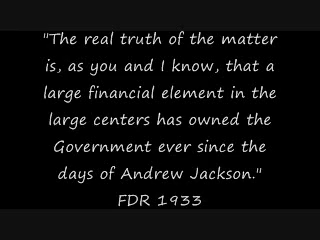 "The real truth of the matter
is, as you and I know, that a
large financial element in the
large centers has owned the
Government ever since the
days of Andrew Jackson."
FDR 1933